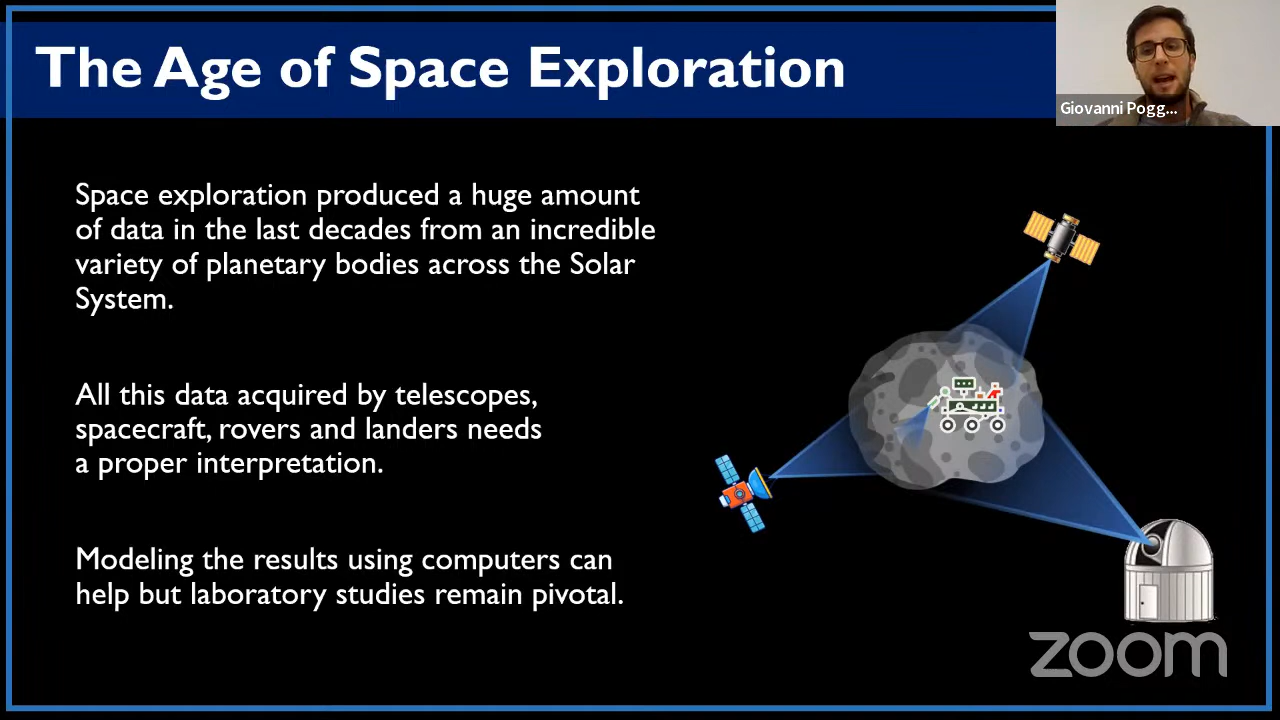 The Age of Space Exploration
Giovanni Pogg...
Space exploration produced a huge amount
of data in the last decades from an incredible
variety of planetary bodies across the Solar
System.
All this data acquired by telescopes,
spacecraft, rovers and landers needs
a proper interpretation.
Modeling the results using computers can
help but laboratory studies remain pivotal.
zoom